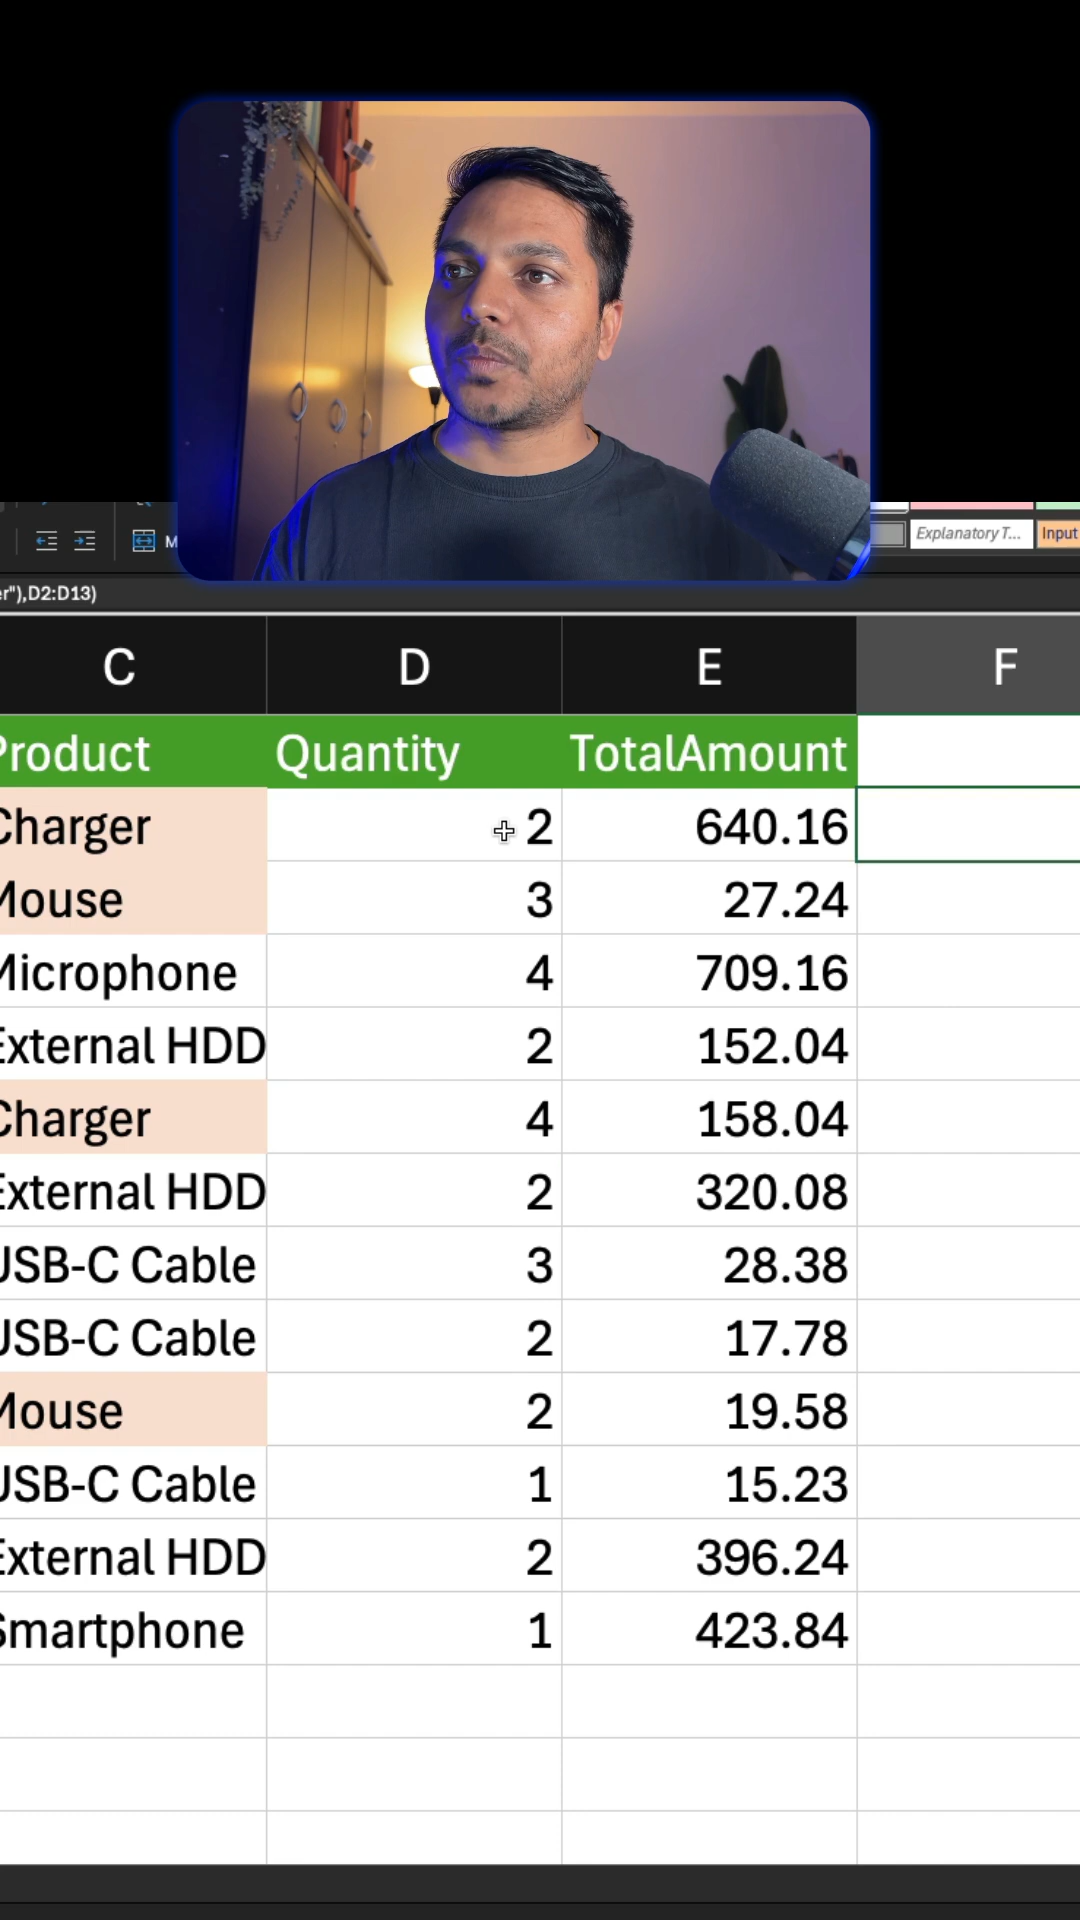 M
Explanatory T...
Input
er"),D2:D13)
C D E F
Product Quantity TotalAmount
Charger 2 640.16
Mouse 3 27.24
Microphone 4 709.16
External HDD 2 152.04
Charger 4 158.04
External HDD 2 320.08
USB-C Cable 3 28.38
USB-C Cable 2 17.78
Mouse 2 19.58
USB-C Cable 1 15.23
External HDD 2 396.24
Smartphone 1 423.84